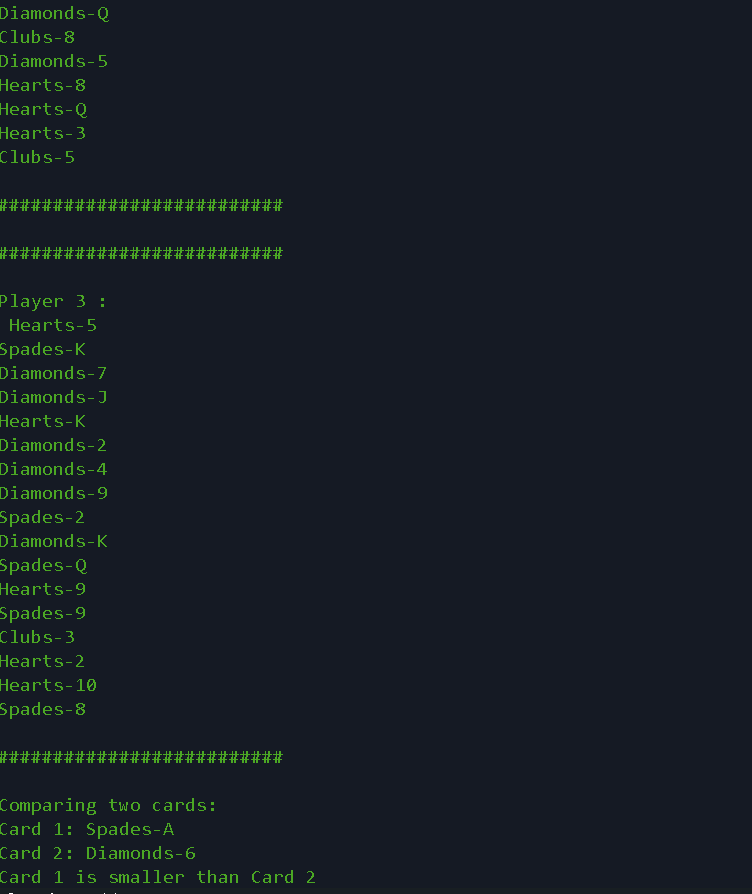 Diamonds-Q
Clubs-8
Diamonds-5
Hearts-8
Hearts-Q
Hearts-3
Clubs-5
##########################
##########################
Player 3 :
Hearts-5
Spades-K
Diamonds-7
Diamonds-J
Hearts-K
Diamonds-2
Diamonds-4
Diamonds-9
Spades-2
Diamonds-K
Spades-Q
Hearts-9
Spades-9
Clubs-3
Hearts-2
Hearts-10
Spades-8
##########################
Comparing two cards:
Card 1: Spades-A
Card 2: Diamonds-6
Card 1 is smaller than Card 2